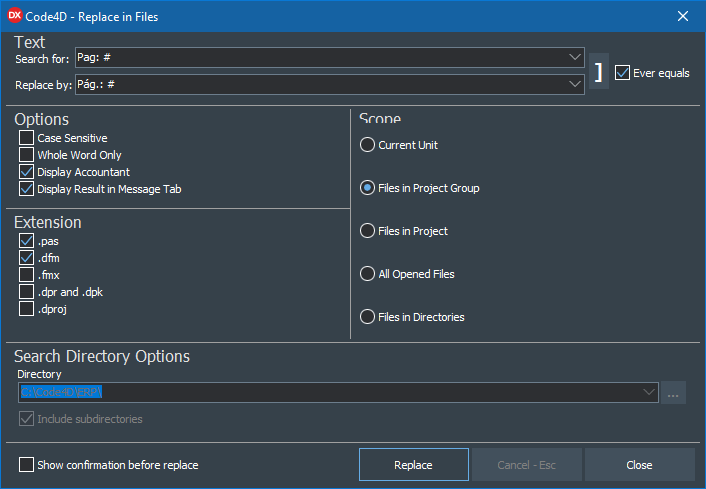 DX Code4D - Replace in Files
Text
Search for: Pag: #
Replace by: Pág.: #
]
Ever equals
Options
Case Sensitive
Whole Word Only
Display Accountant
Display Result in Message Tab
Extension
.pas
.dfm
.fmx
.dpr and .dpk
.dproj
Scope
Current Unit
Files in Project Group
Files in Project
All Opened Files
Files in Directories
Search Directory Options
Directory
C:\Code4D\ERP\
...
Include subdirectories
Show confirmation before replace
Replace
Cancel - Esc
Close